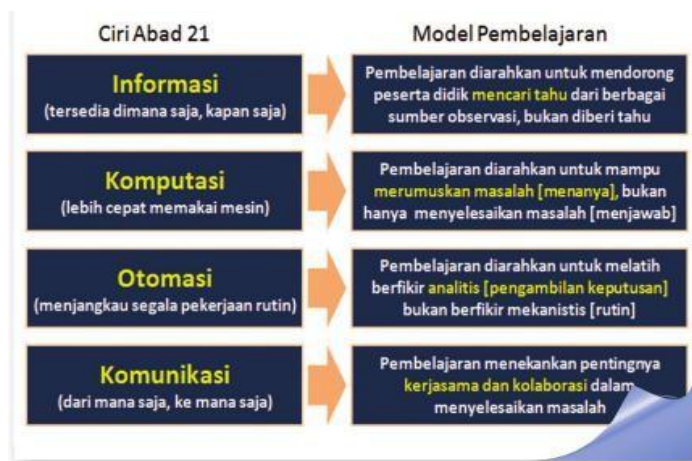 Ciri Abad 21
Model Pembelajaran
Informasi
(tersedia dimana saja, kapan saja)
Pembelajaran diarahkan untuk mendorong
peserta didik mencari tahu dari berbagai
sumber observasi, bukan diberi tahu
Komputasi
(lebih cepat memakai mesin)
Pembelajaran diarahkan untuk mampu
merumuskan masalah [menanya], bukan
hanya menyelesaikan masalah [menjawab]
Otomasi
(menjangkau segala pekerjaan rutin)
Pembelajaran diarahkan untuk melatih
berfikir analitis [pengambilan keputusan]
bukan berfikir mekanistis [rutin]
Komunikasi
(dari mana saja, ke mana saja)
Pembelajaran menekankan pentingnya
kerjasama dan kolaborasi dalam
menyelesaikan masalah